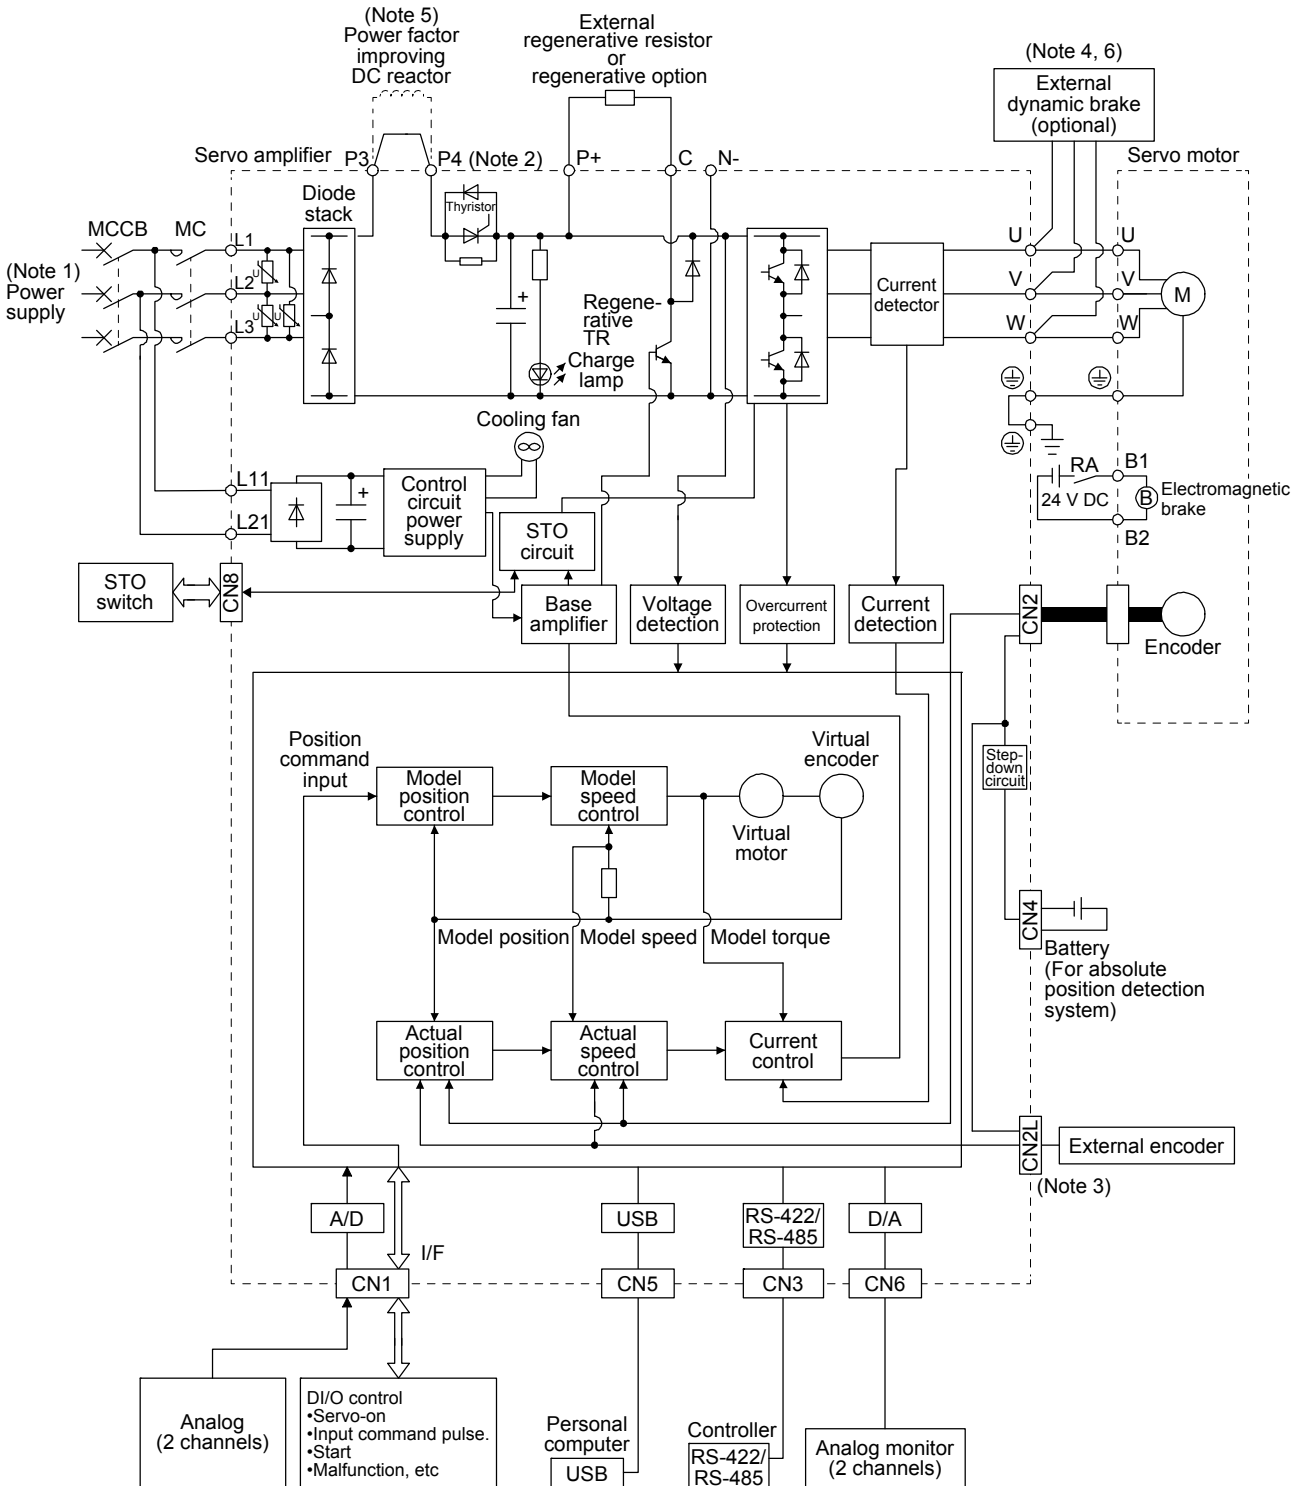 (Note 5)
Power factor
improving
DC reactor
External
regenerative resistor
or
regenerative option
(Note 4, 6)
External
dynamic brake
(optional)
Servo amplifier
P3
P4
(Note 2)
P+
C
N-
Servo motor
Diode
stack
Thyristor
MCCB
MC
L1
L2
L3
U
U
U
(Note 1)
Power
supply
+
Regene-
rative
TR
Charge
lamp
Current
detector
U
V
W
U
V
W
M
Cooling fan
L11
L21
+
Control
circuit
power
supply
STO
circuit
RA
24 V DC
B1
B
B2
Electromagnetic
brake
STO
switch
CN8
Base
amplifier
Voltage
detection
Overcurrent
protection
Current
detection
CN2
Encoder
Position
command
input
Model
position
control
Model
speed
control
Virtual
motor
Virtual
encoder
Step-
down
circuit
Model position
Model speed
Model torque
CN4
Battery
(For absolute
position detection
system)
Actual
position
control
Actual
speed
control
Current
control
CN2L
External encoder
(Note 3)
A/D
I/F
USB
RS-422/
RS-485
D/A
CN1
CN5
CN3
CN6
Analog
(2 channels)
DI/O control
•Servo-on
•Input command pulse.
•Start
•Malfunction, etc
Personal
computer
USB
Controller
RS-422/
RS-485
Analog monitor
(2 channels)